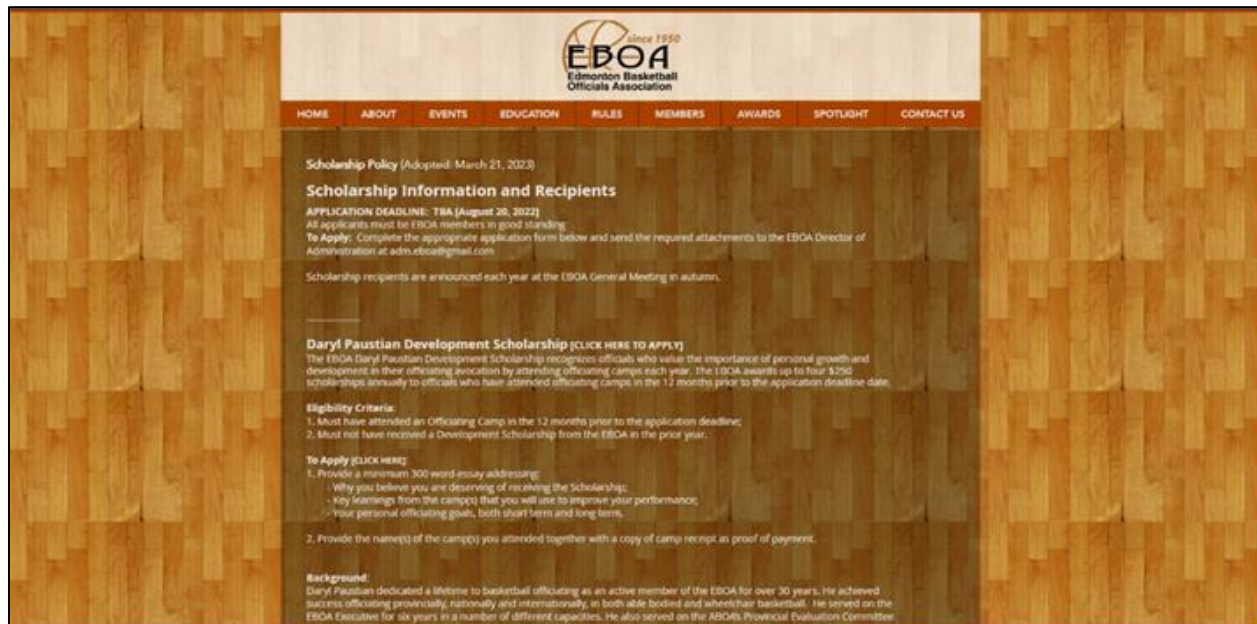 since 1950
EBOA
Edmonton Basketball
Officials Association
HOME ABOUT EVENTS EDUCATION RULES MEMBERS AWARDS SPOTLIGHT CONTACT US
Scholarship Policy (Adopted: March 21, 2023)
Scholarship Information and Recipients
APPLICATION DEADLINE: TBA [August 20, 2022]
All applicants must be EBOA members in good standing
To Apply: Complete the appropriate application form below and send the required attachments to the EBOA Director of
Administration at adm.eboa@gmail.com
Scholarship recipients are announced each year at the EBOA General Meeting in autumn.
Daryl Paustian Development Scholarship [CLICK HERE TO APPLY]
The EBOA Daryl Paustian Development Scholarship recognizes officials who value the importance of personal growth and
development in their officiating avocation by attending officiating camps each year. The EBOA awards up to four $250
scholarships annually to officials who have attended officiating camps in the 12 months prior to the application deadline date.
Eligibility Criteria:
1. Must have attended an Officiating Camp in the 12 months prior to the application deadline;
2. Must not have received a Development Scholarship from the EBOA in the prior year.
To Apply [CLICK HERE]:
1. Provide a minimum 300 word-essay addressing:
- Why you believe you are deserving of receiving the Scholarship;
- Key learnings from the camp(s) that you will use to improve your performance;
- Your personal officiating goals, both short term and long term.
2. Provide the name(s) of the camp(s) you attended together with a copy of camp receipt as proof of payment.
Background:
Daryl Paustian dedicated a lifetime to basketball officiating as an active member of the EBOA for over 30 years. He achieved
success officiating provincially, nationally and internationally, in both able bodied and wheelchair basketball. He served on the
EBOA Executive for six years in a number of different capacities. He also served on the ABOA's Provincial Evaluation Committee